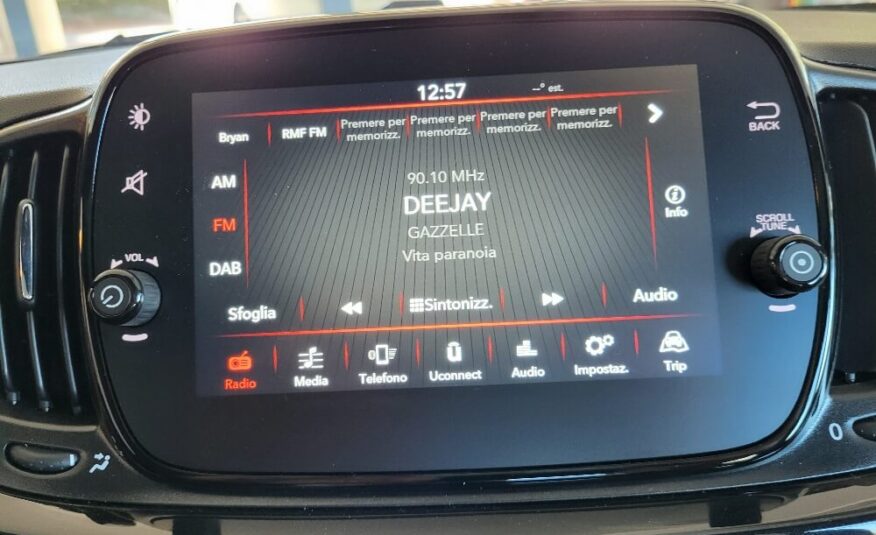 12:57
--° est.
Bryan
RMF FM
Premere per
memorizz.
Premere per
memorizz.
Premere per
memorizz.
Premere per
memorizz.
BACK
AM
FM
DAB
90.10 MHz
DEEJAY
GAZZELLE
Vita paranoia
Info
SCROLL
TUNE
VOL
Sfoglia
Sintonizz.
Audio
Radio
Media
Telefono
Uconnect
Audio
Impostaz.
Trip
0